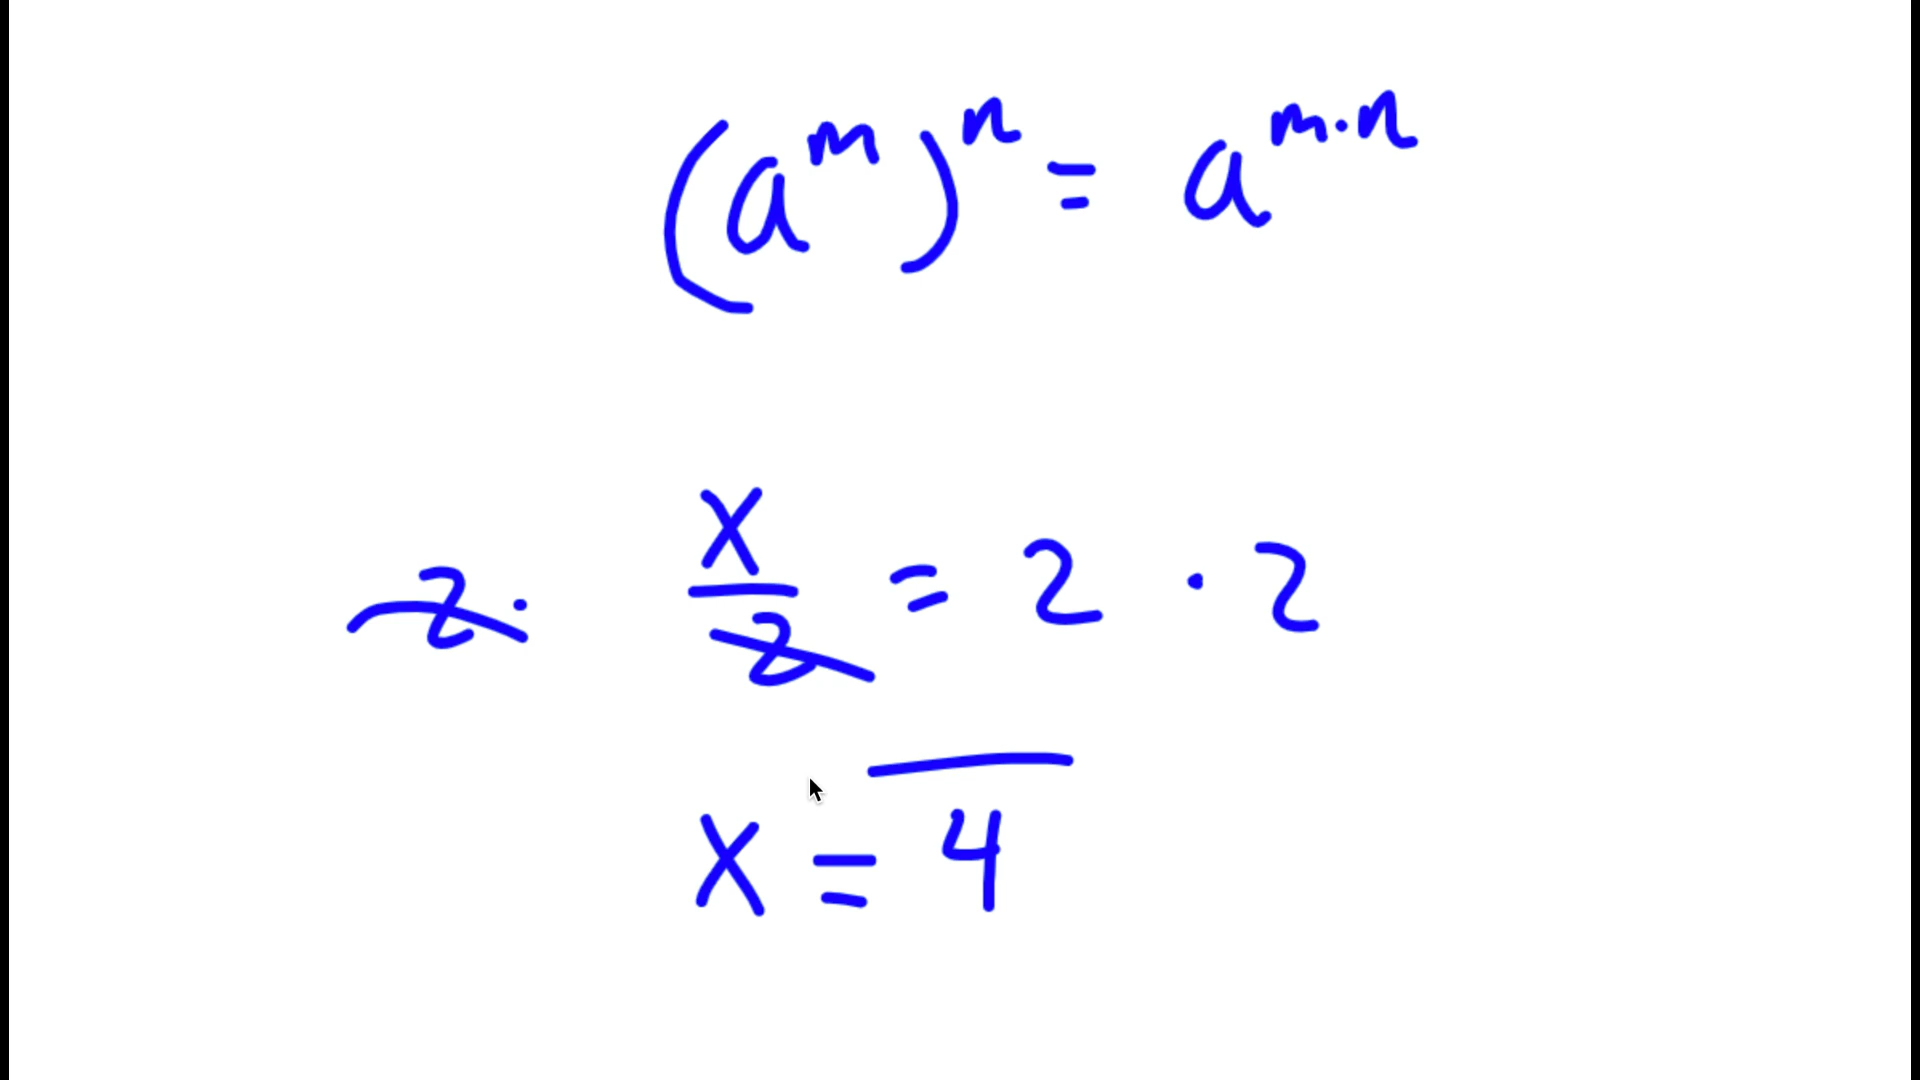 (a^m)^n = a^{m·n}
2· x/2 = 2 · 2
x = 4